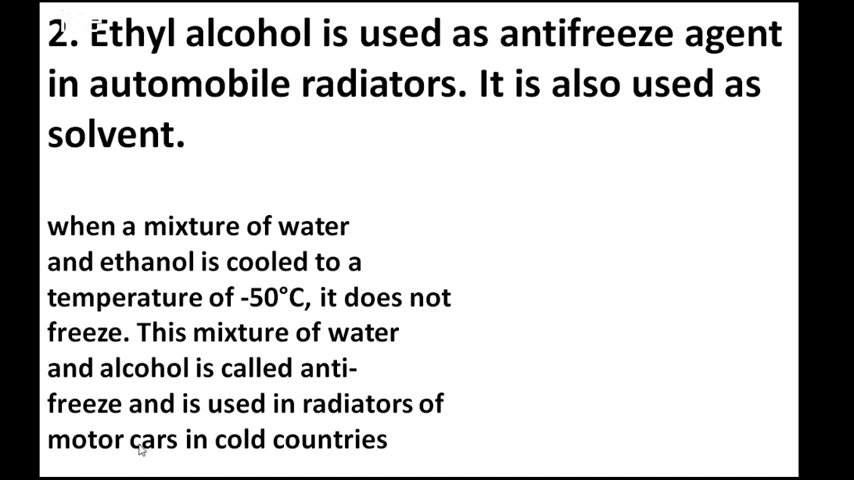 2. Ethyl alcohol is used as antifreeze agent
in automobile radiators. It is also used as
solvent.
when a mixture of water
and ethanol is cooled to a
temperature of -50°C, it does not
freeze. This mixture of water
and alcohol is called anti-
freeze and is used in radiators of
motor cars in cold countries